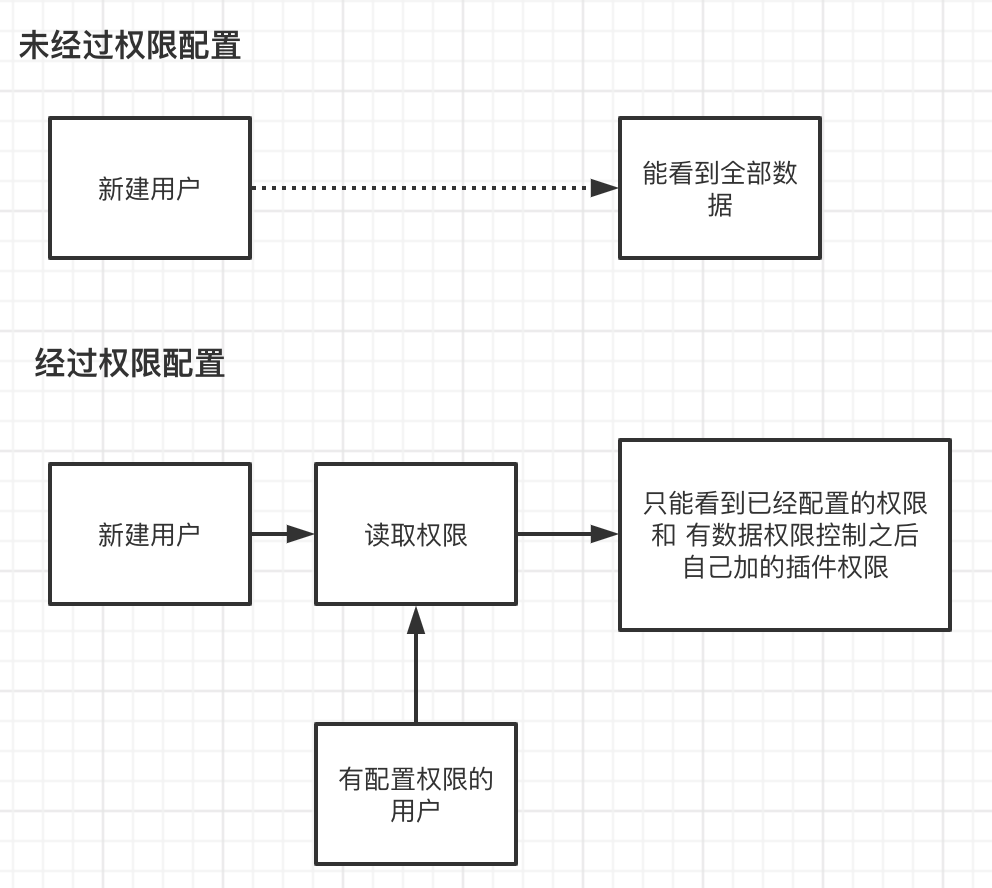 未经过权限配置
新建用户
能看到全部数
据
经过权限配置
新建用户
读取权限
只能看到已经配置的权限
和 有数据权限控制之后
自己加的插件权限
有配置权限的
用户